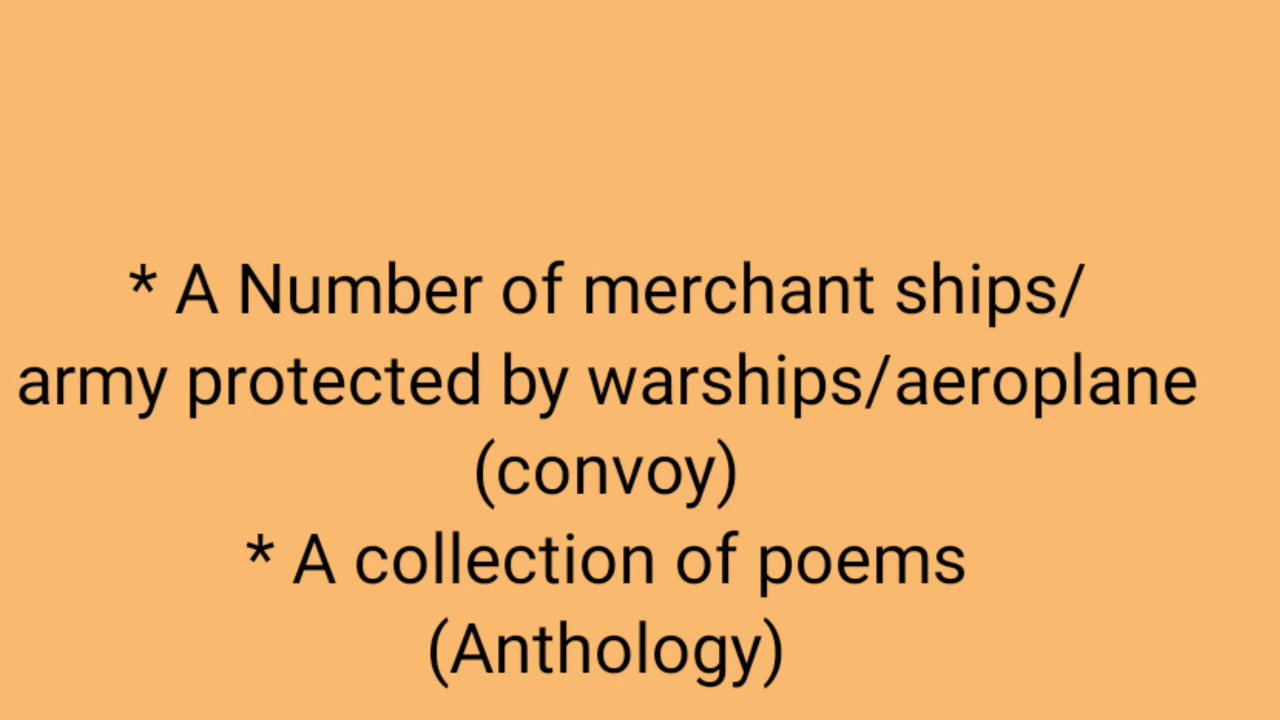 * A Number of merchant ships/
army protected by warships/aeroplane
(convoy)
* A collection of poems
(Anthology)